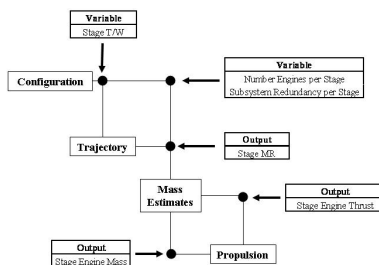 Variable
Stage T/W
Variable
Number Engines per Stage
Subsystem Redundancy per Stage
Configuration
Trajectory
Output
Stage MR
Mass
Estimates
Output
Stage Engine Thrust
Output
Stage Engine Mass
Propulsion